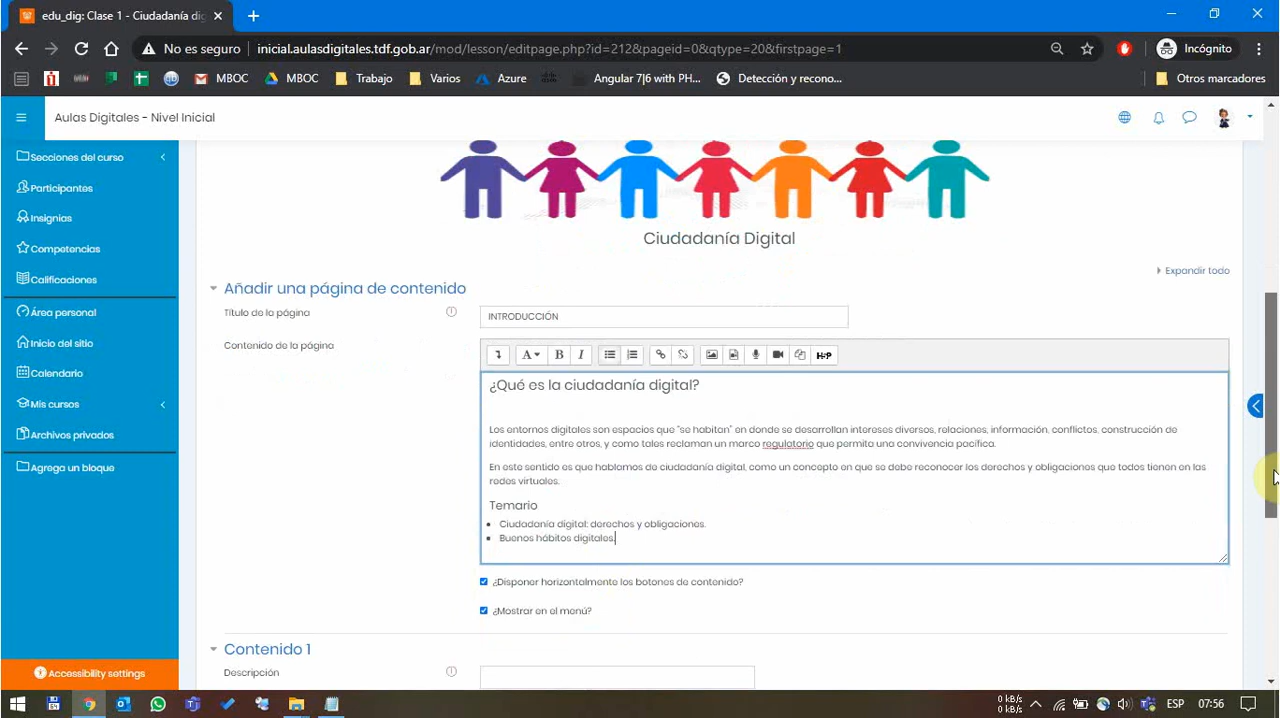 edu_dig: Clase 1 - Ciudadanía dig
No es seguro
inicial.aulasdigitales.tdf.gob.ar/mod/lesson/editpage.php?id=212&pageid=0&qtype=20&firstpage=1
Incógnito
MBOC
MBOC
Trabajo
Varios
Azure
Angular 7|6 with PH...
Detección y recono...
Otros marcadores
Aulas Digitales - Nivel Inicial
Secciones del curso
Participantes
Insignias
Competencias
Calificaciones
Área personal
Inicio del sitio
Calendario
Mis cursos
Archivos privados
Agrega un bloque
Accessibility settings
Ciudadanía Digital
Expandir todo
Añadir una página de contenido
Título de la página
INTRODUCCIÓN
Contenido de la página
A B I
H-P
¿Qué es la ciudadanía digital?
Los entornos digitales son espacios que "se habitan" en donde se desarrollan intereses diversos, relaciones, información, conflictos, construcción de
identidades, entre otros, y como tales reclaman un marco regulatorio que permita una convivencia pacífica.
En este sentido es que hablamos de ciudadanía digital, como un concepto en que se debe reconocer los derechos y obligaciones que todos tienen en las
redes virtuales.
Temario
Ciudadanía digital: derechos y obligaciones.
Buenos hábitos digitales.
¿Disponer horizontalmente los botones de contenido?
¿Mostrar en el menú?
Contenido 1
Descripción
0 kB/s
0 kB/s
ESP
07:56